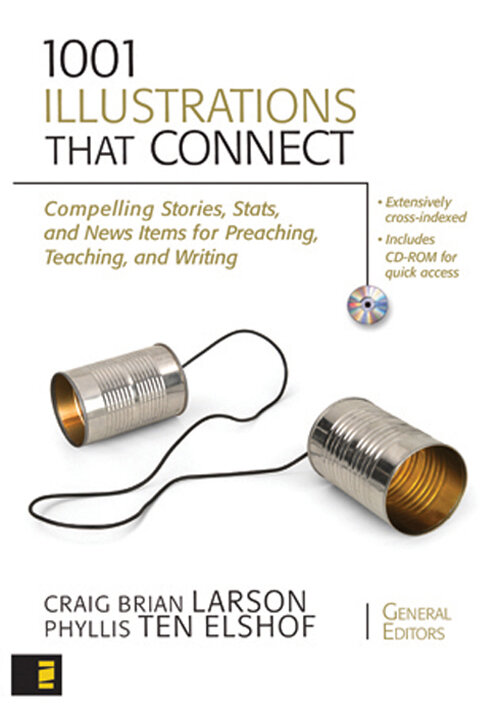 1001
ILLUSTRATIONS
THAT CONNECT
Compelling Stories, Stats,
and News Items for Preaching,
Teaching, and Writing
• Extensively
cross-indexed
• Includes
CD-ROM for
quick access
CRAIG BRIAN LARSON
PHYLLIS TEN ELSHOF
GENERAL
EDITORS